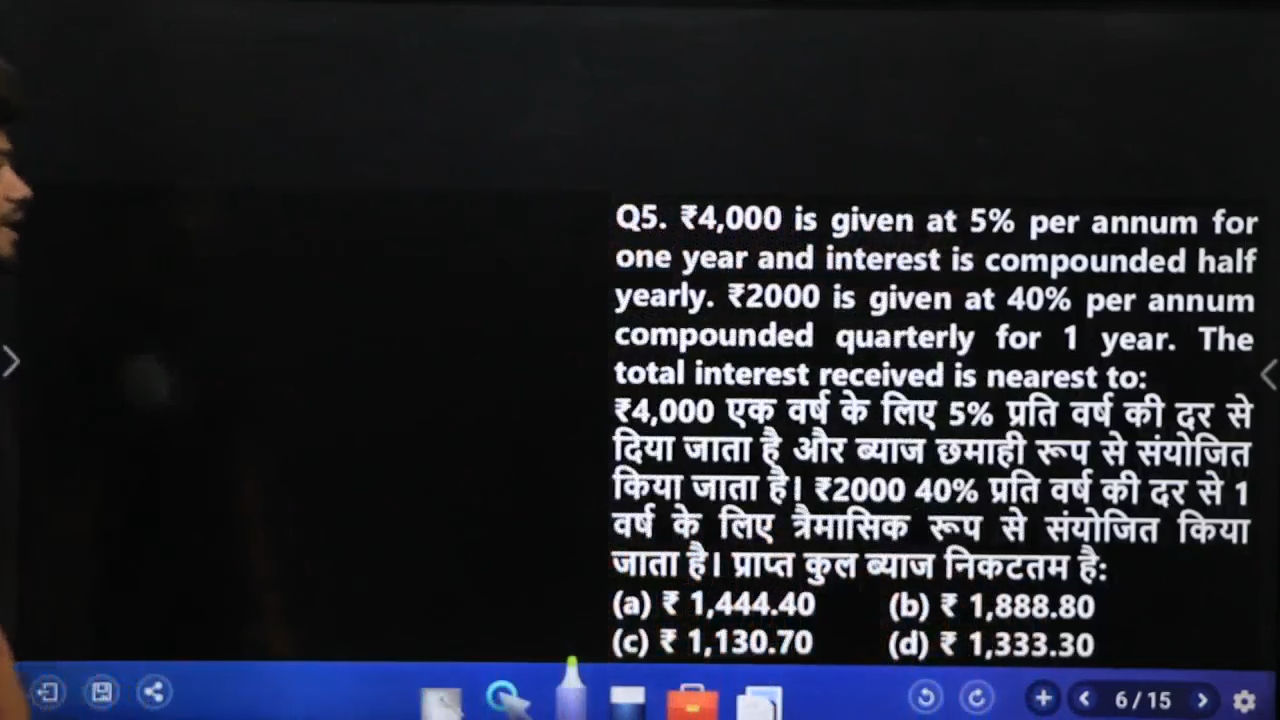 Q5. ₹4,000 is given at 5% per annum for
one year and interest is compounded half
yearly. ₹2000 is given at 40% per annum
compounded quarterly for 1 year. The
total interest received is nearest to:
₹4,000 एक वर्ष के लिए 5% प्रति वर्ष की दर से
दिया जाता है और ब्याज छमाही रूप से संयोजित
किया जाता है। ₹2000 40% प्रति वर्ष की दर से 1
वर्ष के लिए त्रैमासिक रूप से संयोजित किया
जाता है। प्राप्त कुल ब्याज निकटतम है:
(a) ₹ 1,444.40 (b) ₹ 1,888.80
(c) ₹ 1,130.70 (d) ₹ 1,333.30
6 / 15